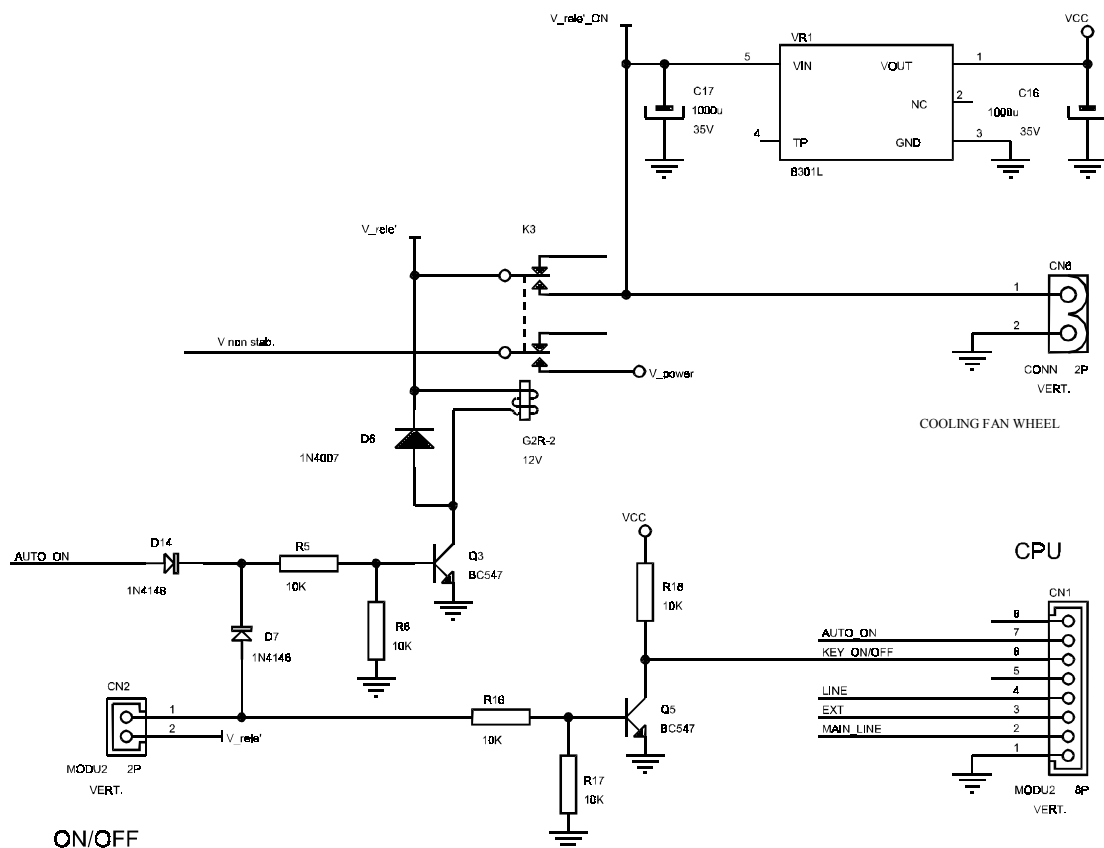 V_rele'_ON
VCC
VR1
5 VIN VOUT 1
C17
1000u
35V
NC 2
C16
1000u
35V
4 TP GND 3
8301L
V_rele'
K3
CN6
1
2
V non stab.
V_power
CONN 2P
VERT.
COOLING FAN WHEEL
D6
1N4007
G2R-2
12V
VCC
AUTO_ON
D14
1N4148
R5
10K
Q3
BC547
CPU
R18
10K
CN1
8
AUTO_ON 7
KEY_ON/OFF 6
5
LINE 4
EXT 3
MAIN_LINE 2
1
D7
1N4148
R6
10K
CN2
1
2 V_rele'
R16
10K
Q5
BC547
MODU2 2P
VERT.
R17
10K
MODU2 8P
VERT.
ON/OFF